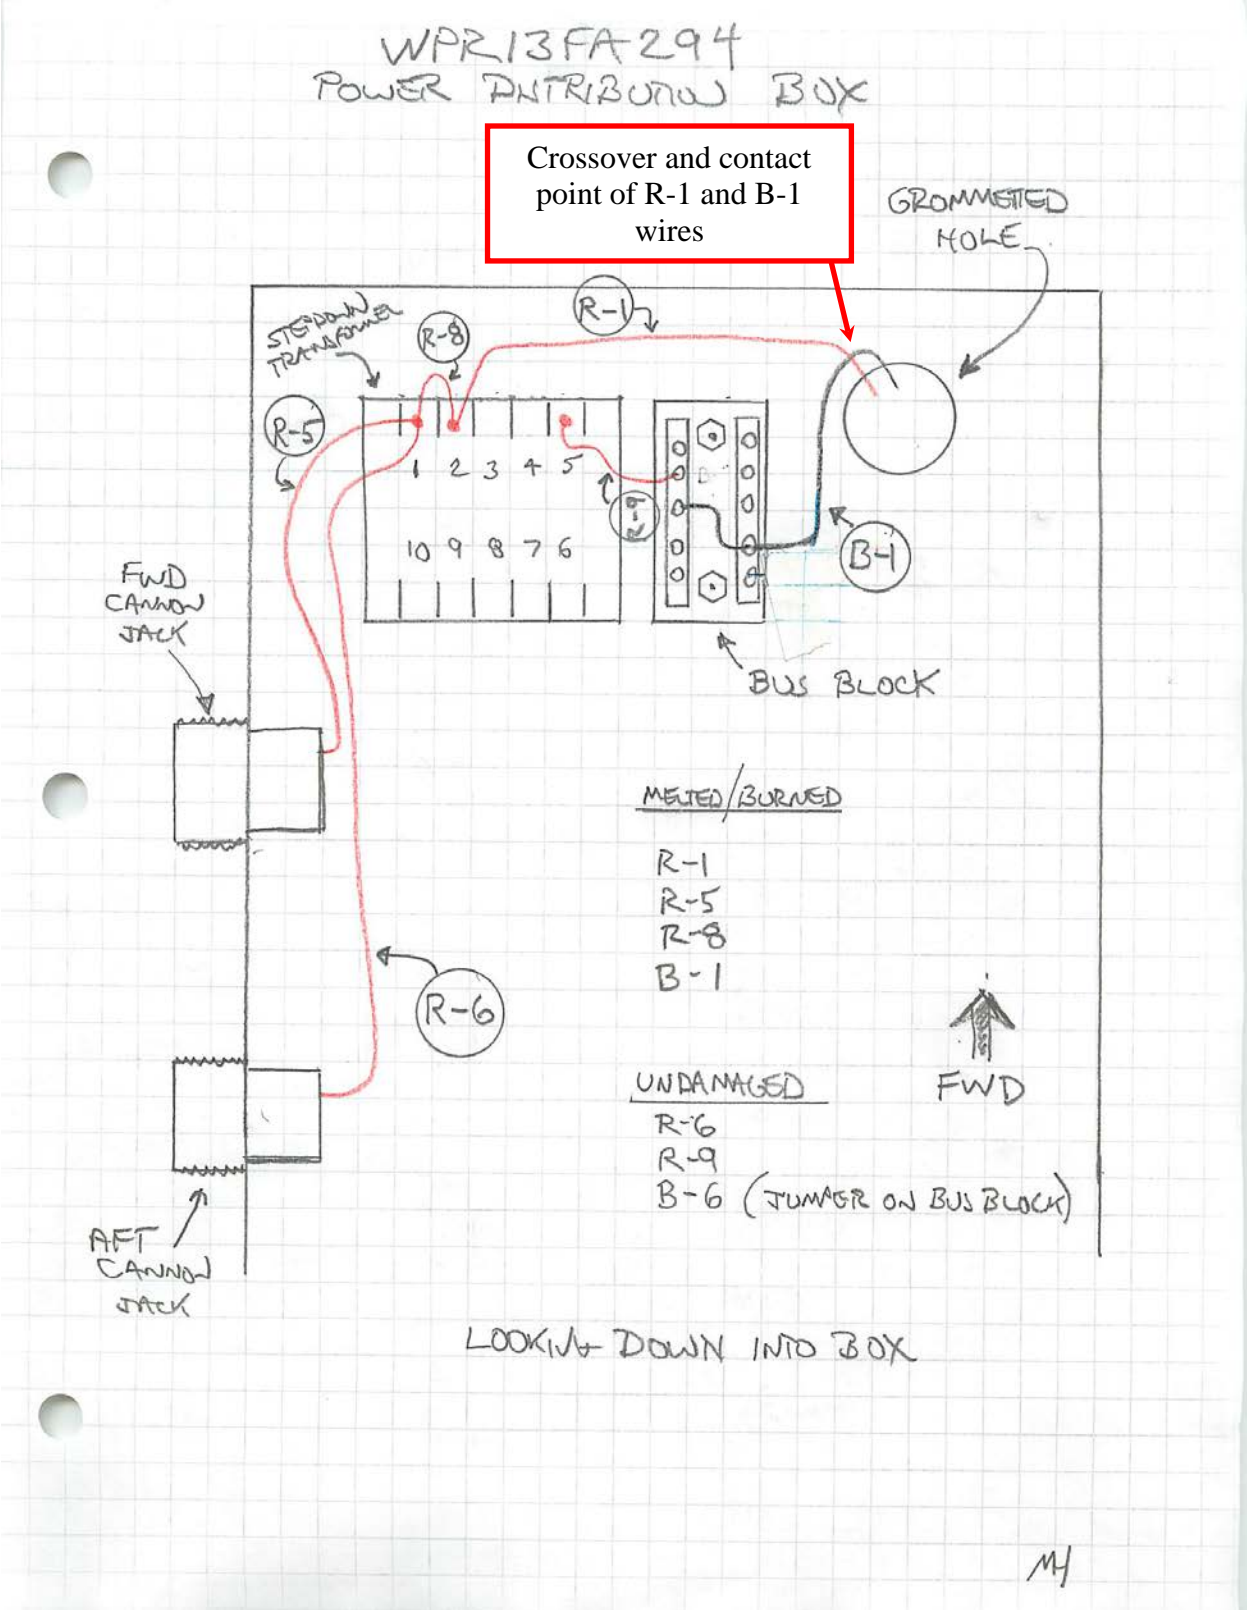 WPR13FA294
POWER DISTRIBUTION BOX
Crossover and contact
point of R-1 and B-1
wires
GROMMETTED
HOLE
STEPDOWN
TRANSFORMER
R-8
R-1
R-5
1 2 3 4 5
10 9 8 7 6
R-9
B-1
FWD
CANNON
JACK
BUS BLOCK
MELTED/BURNED
R-1
R-5
R-8
B-1
R-6
FWD
UNDAMAGED
R-6
R-9
B-6 (JUMPER ON BUS BLOCK)
AFT
CANNON
JACK
LOOKING DOWN INTO BOX